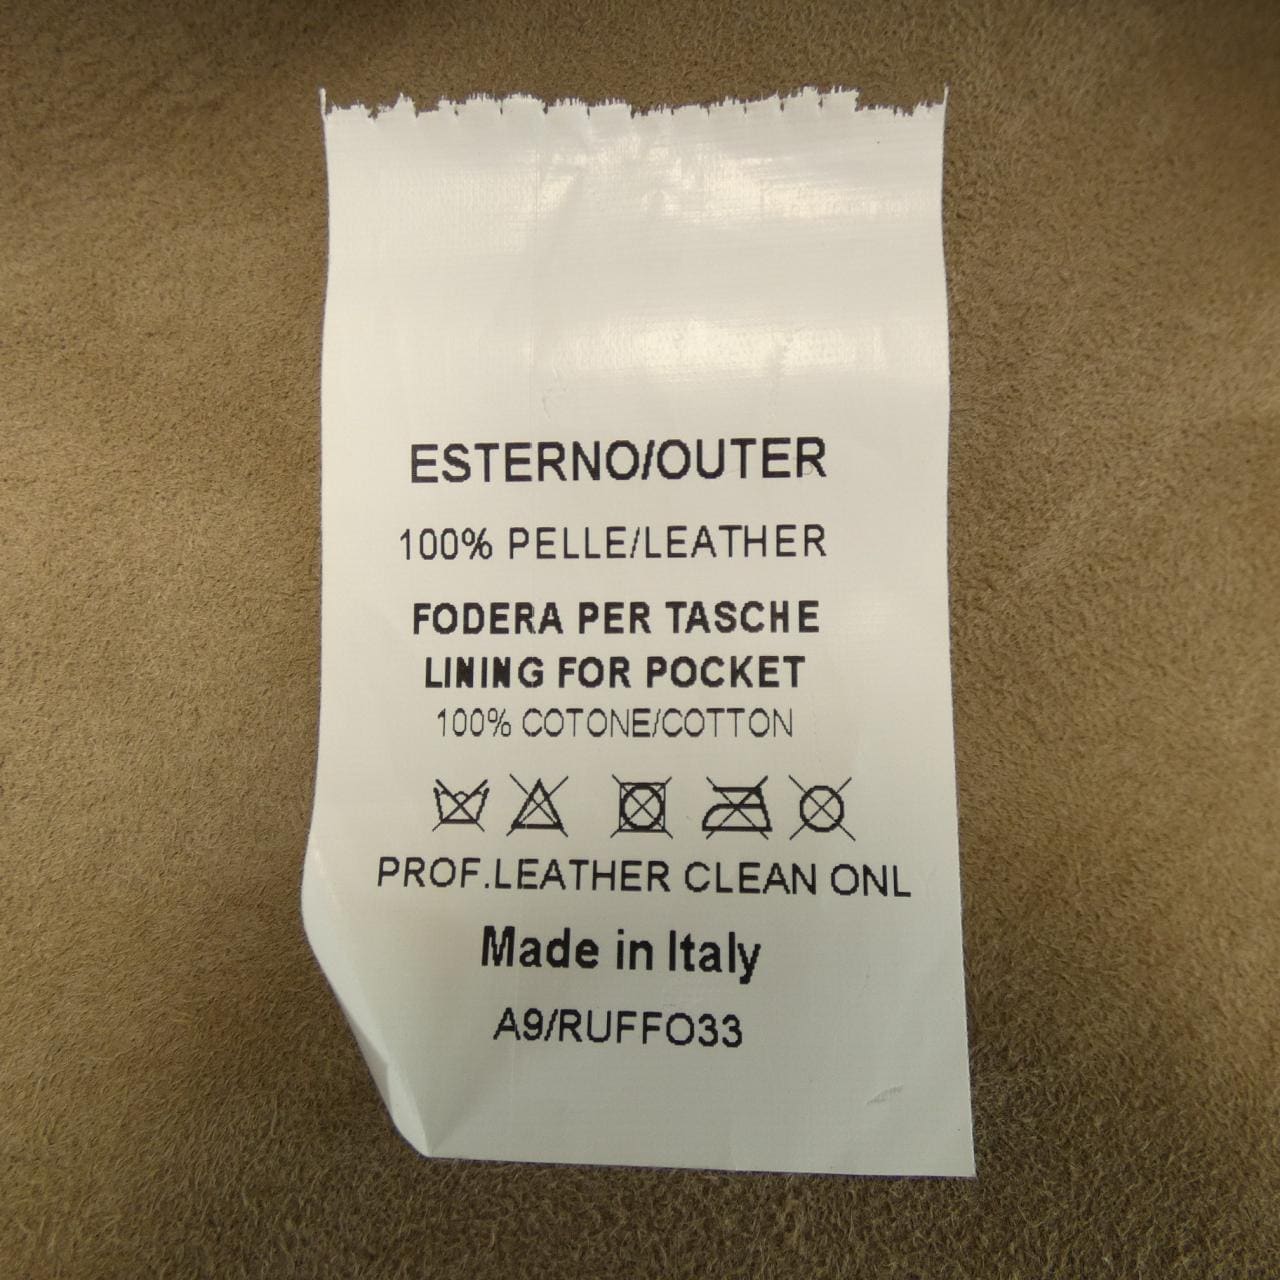 ESTERNO/OUTER
100% PELLE/LEATHER
FODERA PER TASCHE
LINING FOR POCKET
100% COTONE/COTTON
PROF.LEATHER CLEAN ONL
Made in Italy
A9/RUFFO33